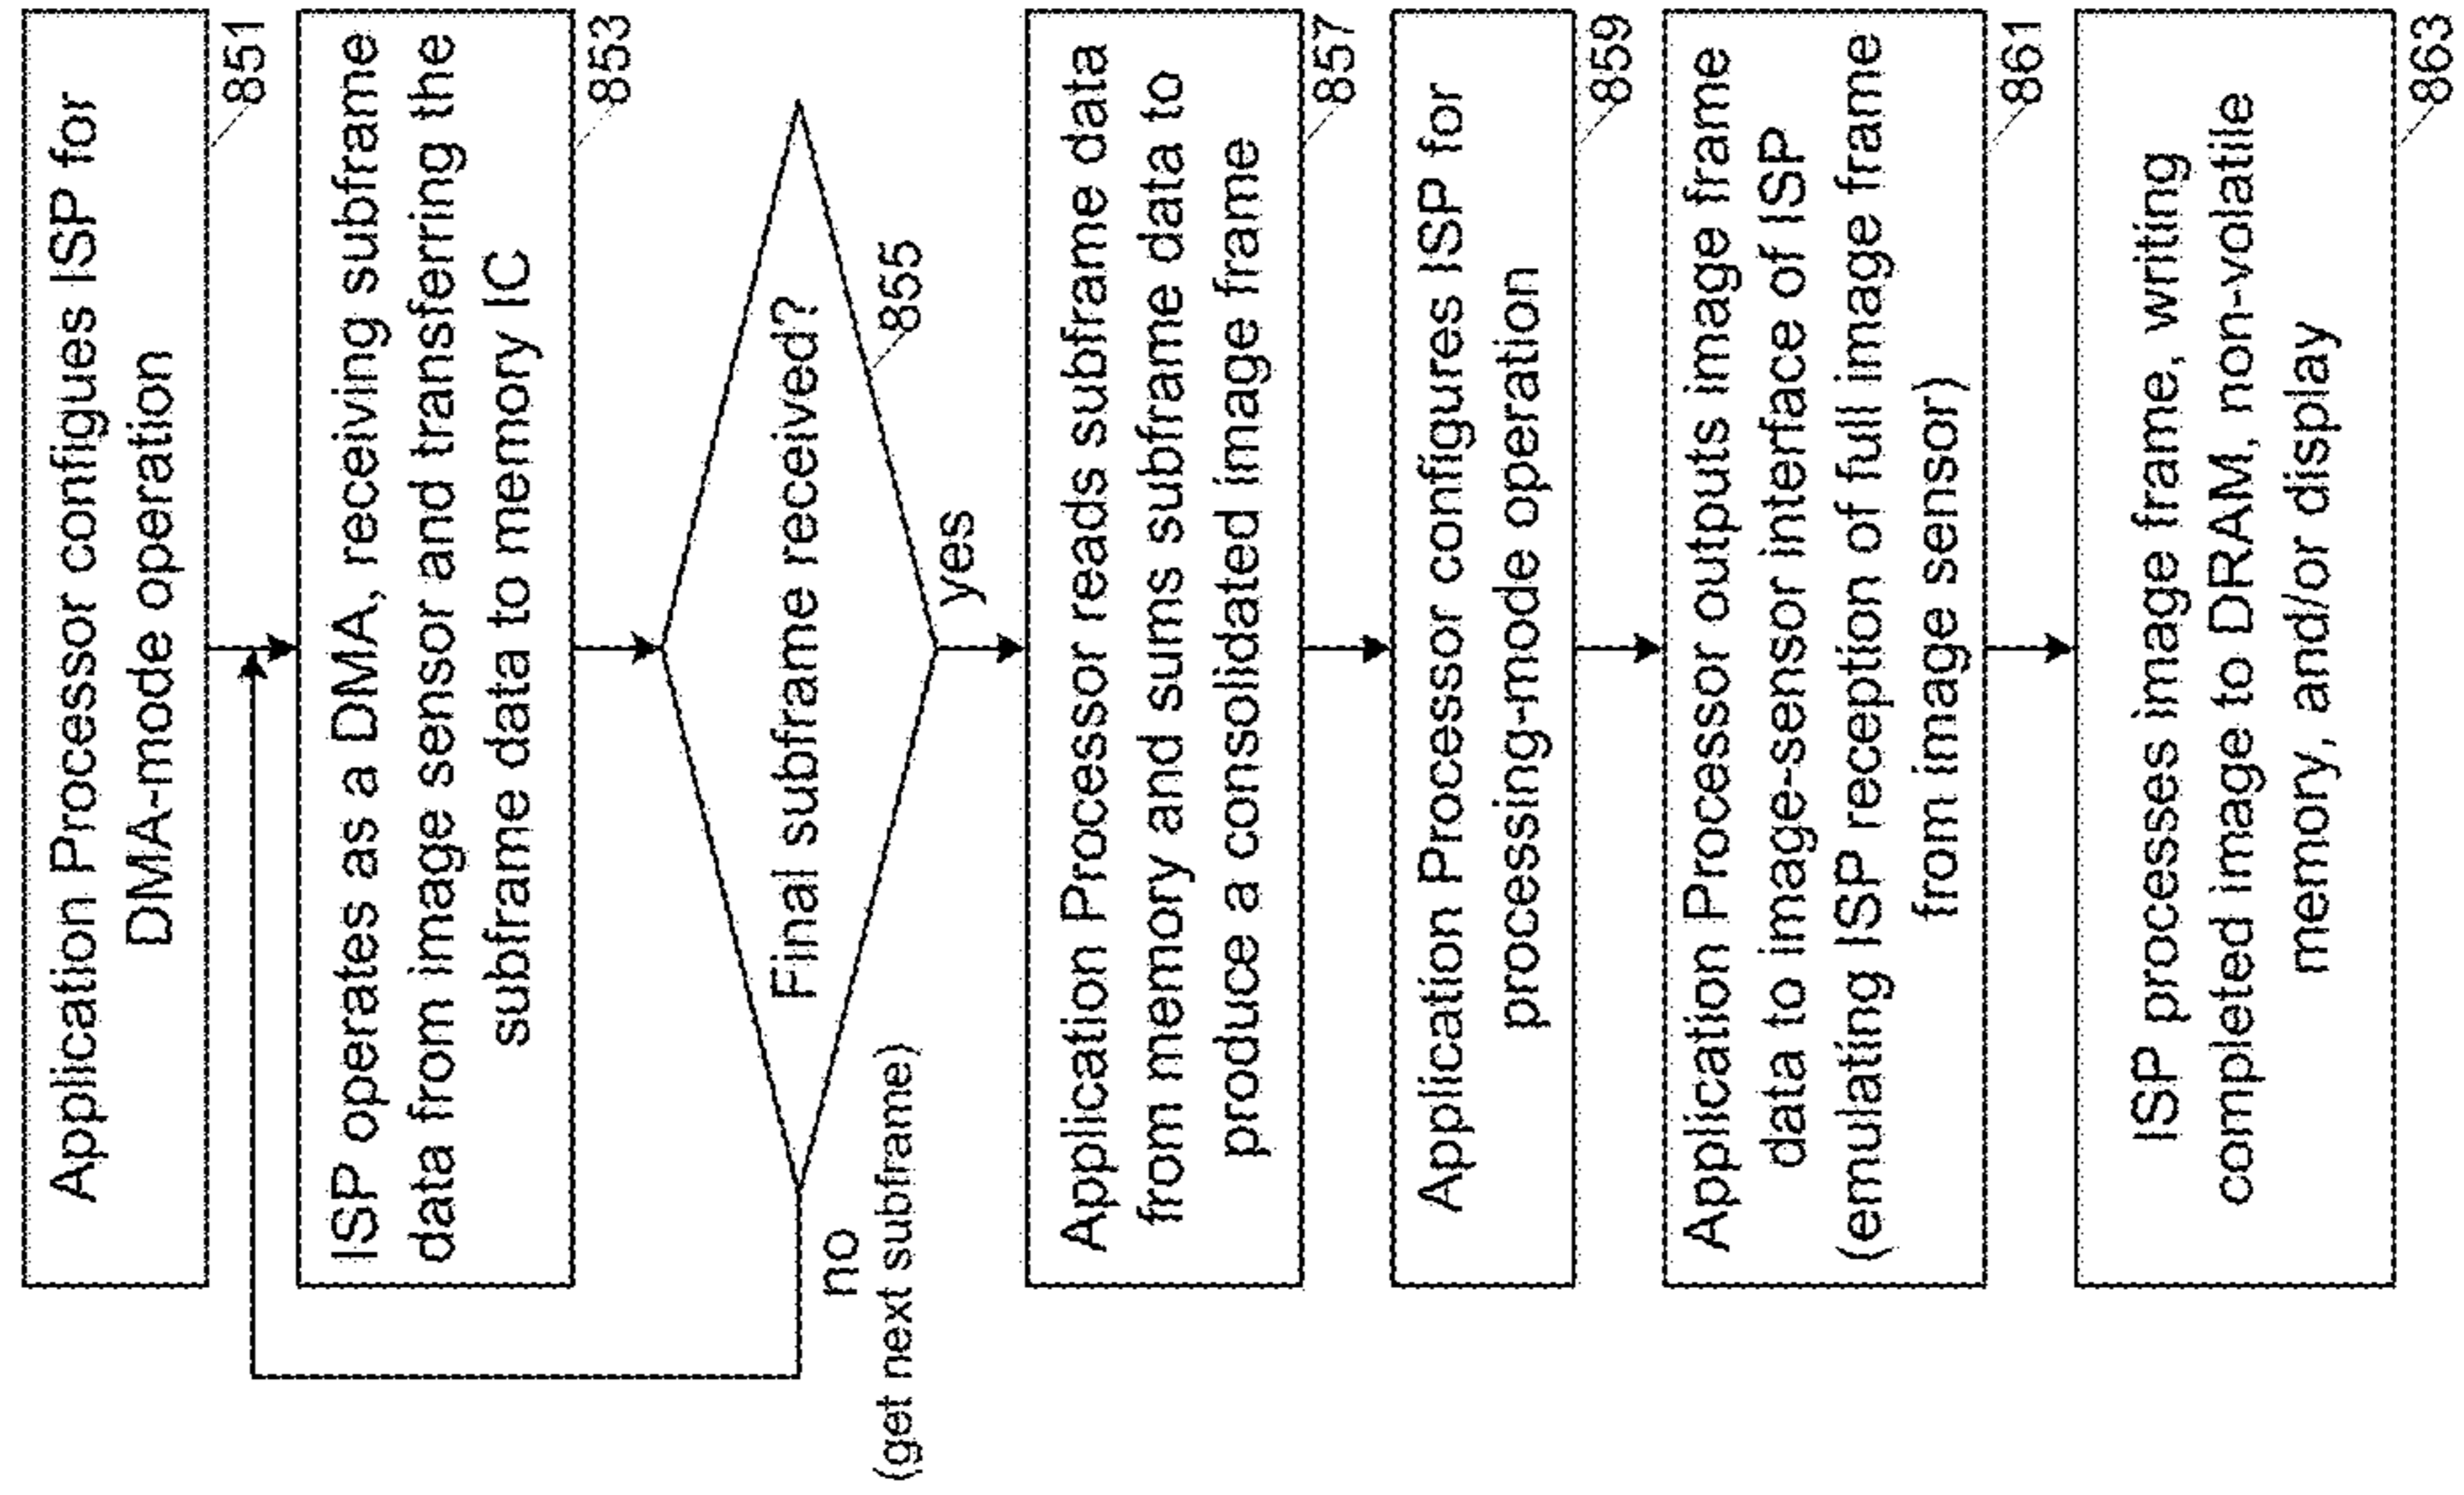 Application Processor configues ISP for
DMA-mode operation
851
ISP operates as a DMA, receiving subframe
data from image sensor and transferring the
subframe data to memory IC
853
Final subframe received?
855
no
(get next subframe)
yes
Application Processor reads subframe data
from memory and sums subframe data to
produce a consolidated image frame
857
Application Processor configures ISP for
processing-mode operation
859
Application Processor outputs image frame
data to image-sensor interface of ISP
(emulating ISP reception of full image frame
from image sensor)
861
ISP processes image frame, writing
completed image to DRAM, non-volatile
memory, and/or display
863